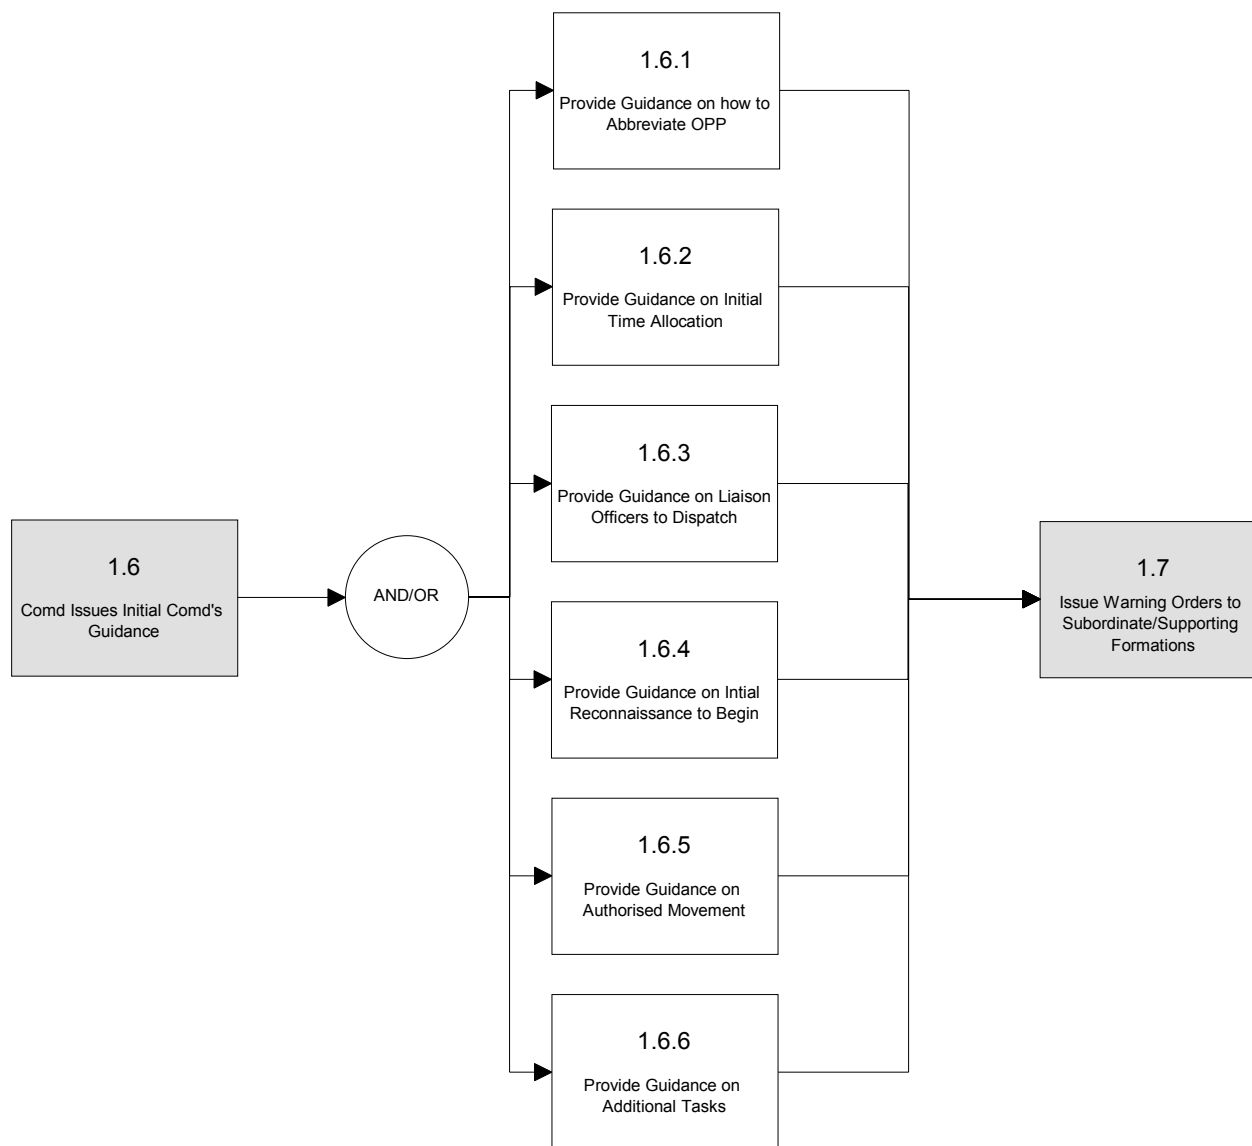 1.6
Comd Issues Initial Comd's
Guidance
AND/OR
1.6.1
Provide Guidance on how to
Abbreviate OPP
1.6.2
Provide Guidance on Initial
Time Allocation
1.6.3
Provide Guidance on Liaison
Officers to Dispatch
1.6.4
Provide Guidance on Intial
Reconnaissance to Begin
1.6.5
Provide Guidance on
Authorised Movement
1.6.6
Provide Guidance on
Additional Tasks
1.7
Issue Warning Orders to
Subordinate/Supporting
Formations